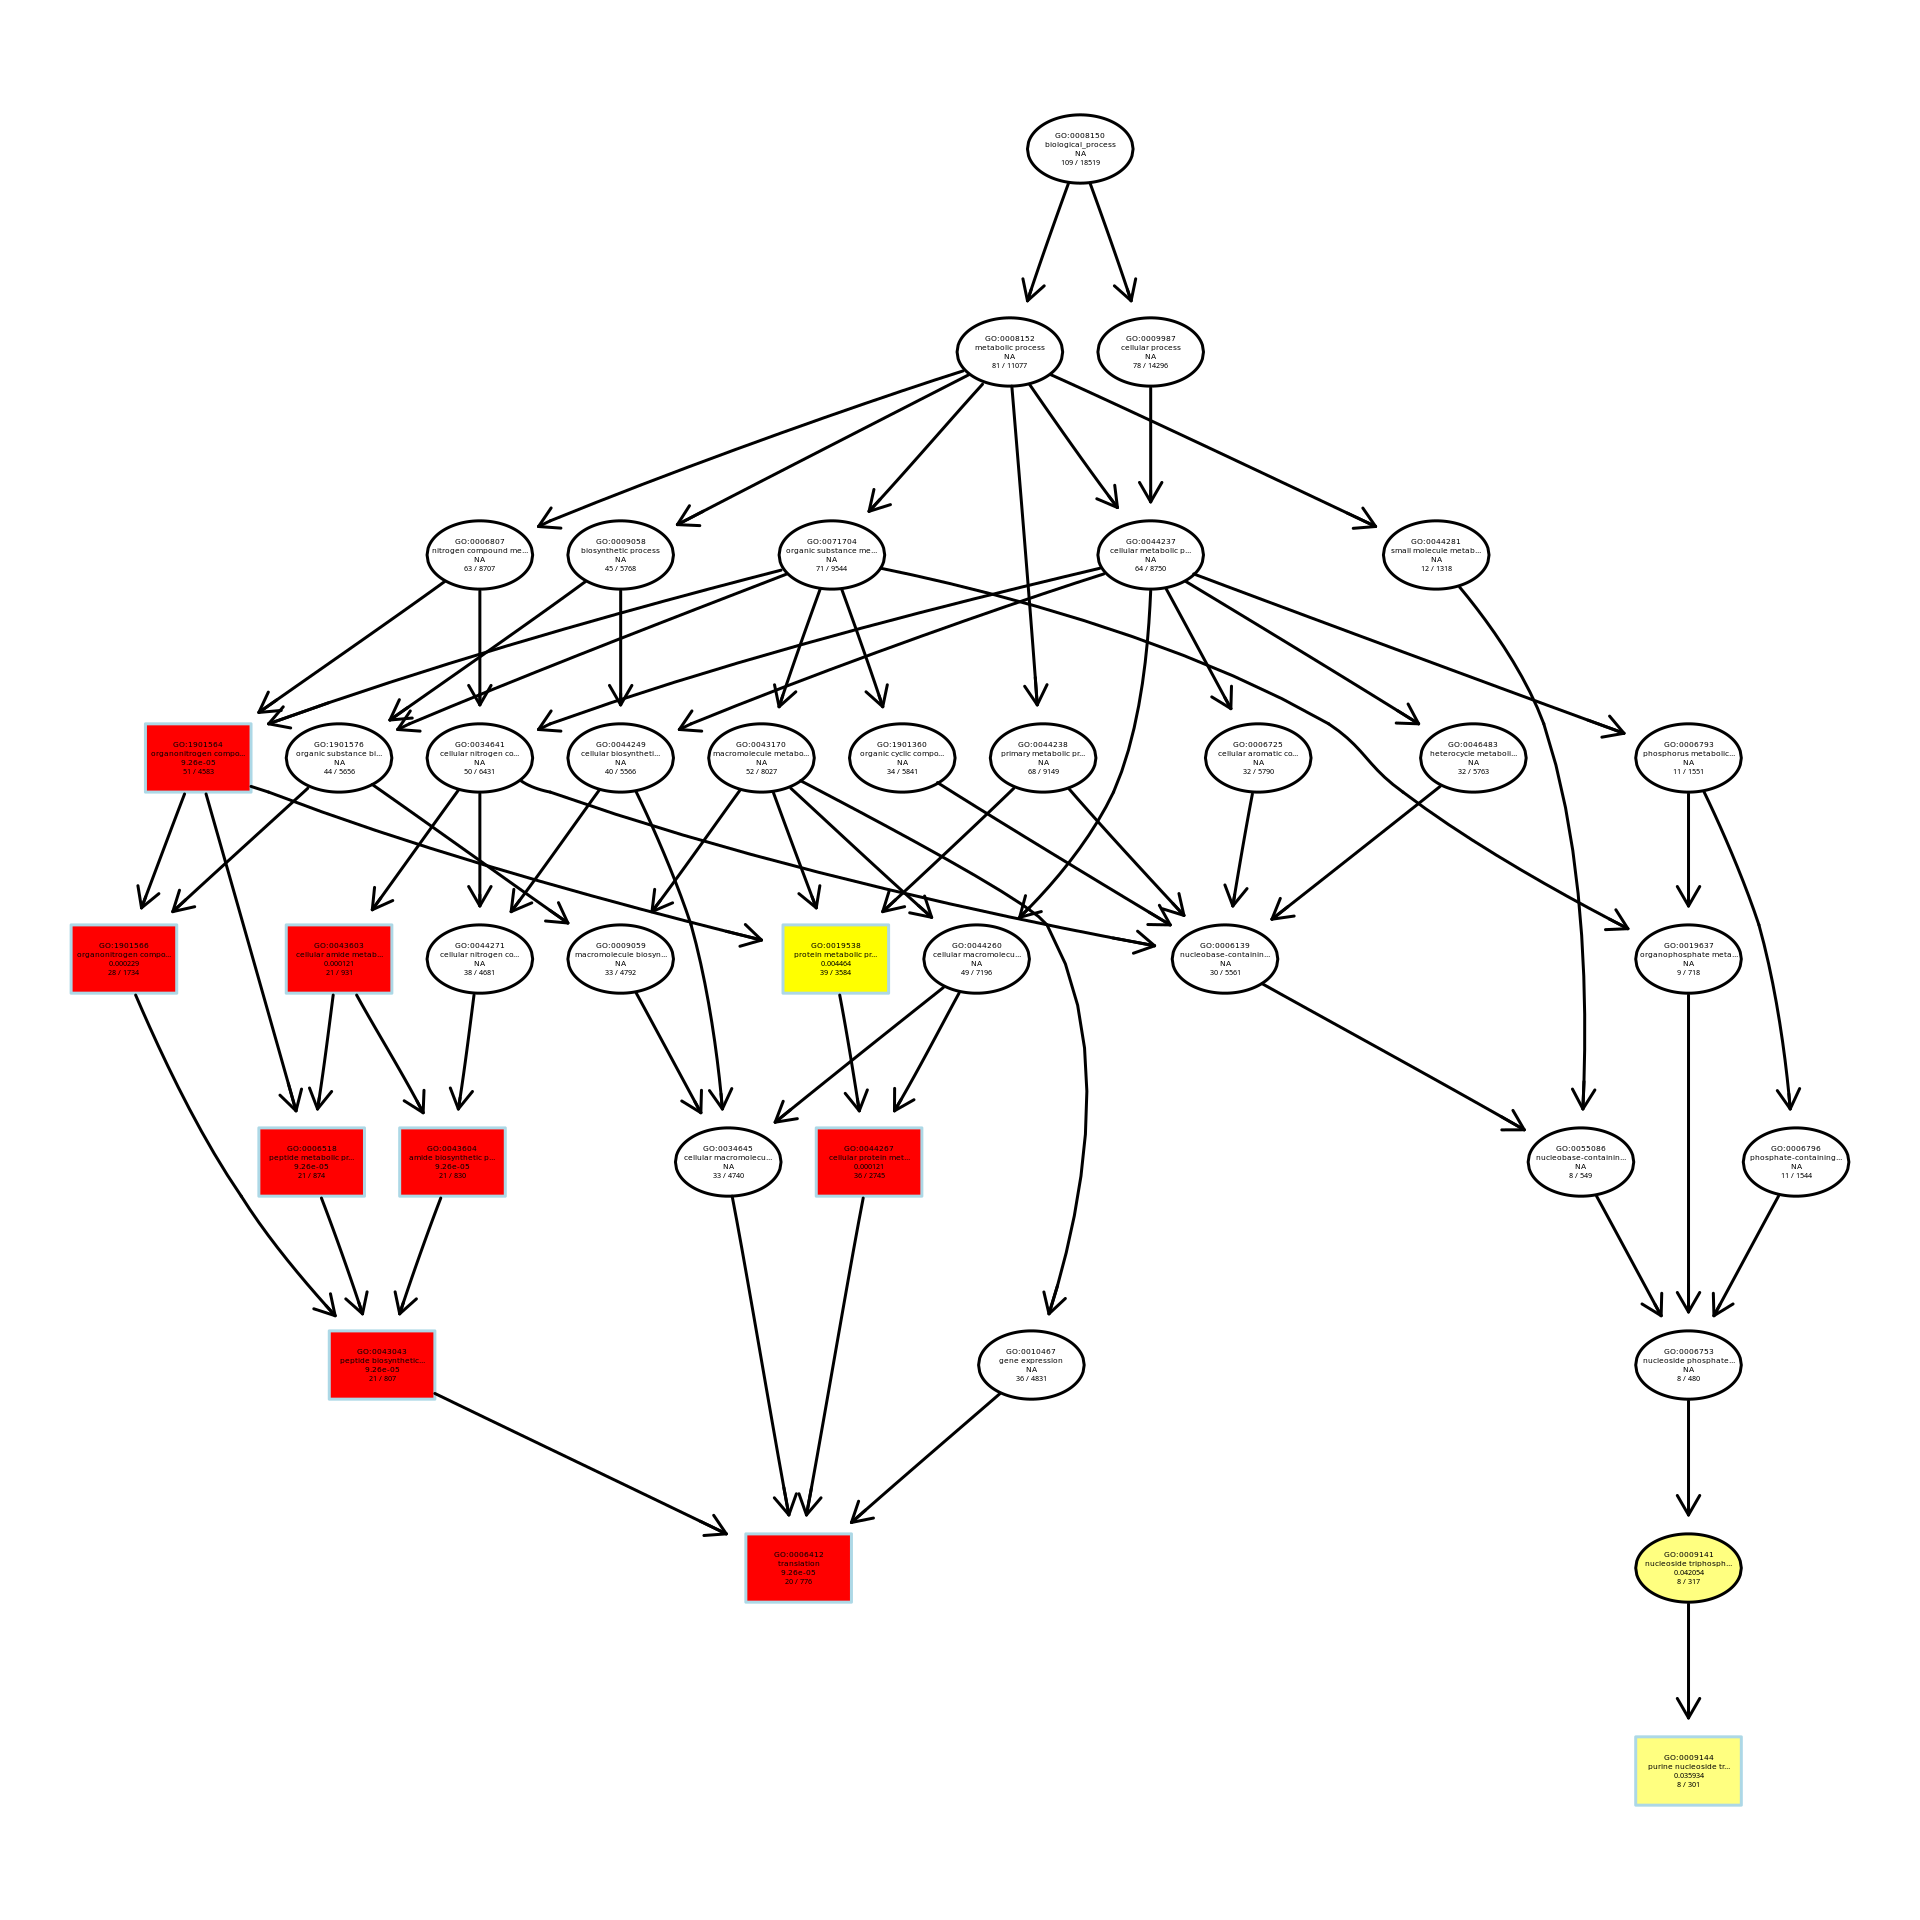 GO:0008150
biological_process
NA
109 / 18519
GO:0008152
metabolic process
NA
81 / 11077
GO:0009987
cellular process
NA
78 / 14296
GO:0006807
nitrogen compound me...
NA
63 / 8707
GO:0009058
biosynthetic process
NA
45 / 5768
GO:0071704
organic substance me...
NA
71 / 9544
GO:0044237
cellular metabolic p...
NA
64 / 8750
GO:0044281
small molecule metab...
NA
12 / 1318
GO:1901564
organonitrogen compo...
9.26e-05
51 / 4583
GO:1901576
organic substance bi...
NA
44 / 5656
GO:0034641
cellular nitrogen co...
NA
50 / 6431
GO:0044249
cellular biosyntheti...
NA
40 / 5566
GO:0043170
macromolecule metabo...
NA
52 / 8027
GO:1901360
organic cyclic compo...
NA
34 / 5841
GO:0044238
primary metabolic pr...
NA
68 / 9149
GO:0006725
cellular aromatic co...
NA
32 / 5790
GO:0046483
heterocycle metaboli...
NA
32 / 5763
GO:0006793
phosphorus metabolic...
NA
11 / 1551
GO:1901566
organonitrogen compo...
0.000229
28 / 1734
GO:0043603
cellular amide metab...
0.000121
21 / 931
GO:0044271
cellular nitrogen co...
NA
38 / 4681
GO:0009059
macromolecule biosyn...
NA
33 / 4792
GO:0019538
protein metabolic pr...
0.004464
39 / 3584
GO:0044260
cellular macromolecu...
NA
49 / 7196
GO:0006139
nucleobase-containin...
NA
30 / 5561
GO:0019637
organophosphate meta...
NA
9 / 718
GO:0006518
peptide metabolic pr...
9.26e-05
21 / 874
GO:0043604
amide biosynthetic p...
9.26e-05
21 / 830
GO:0034645
cellular macromolecu...
NA
33 / 4740
GO:0044267
cellular protein met...
0.000121
36 / 2745
GO:0055086
nucleobase-containin...
NA
8 / 549
GO:0006796
phosphate-containing...
NA
11 / 1544
GO:0043043
peptide biosynthetic...
9.26e-05
21 / 807
GO:0010467
gene expression
NA
36 / 4831
GO:0006753
nucleoside phosphate...
NA
8 / 480
GO:0006412
translation
9.26e-05
20 / 776
GO:0009141
nucleoside triphosph...
0.042054
8 / 317
GO:0009144
purine nucleoside tr...
0.035934
8 / 301